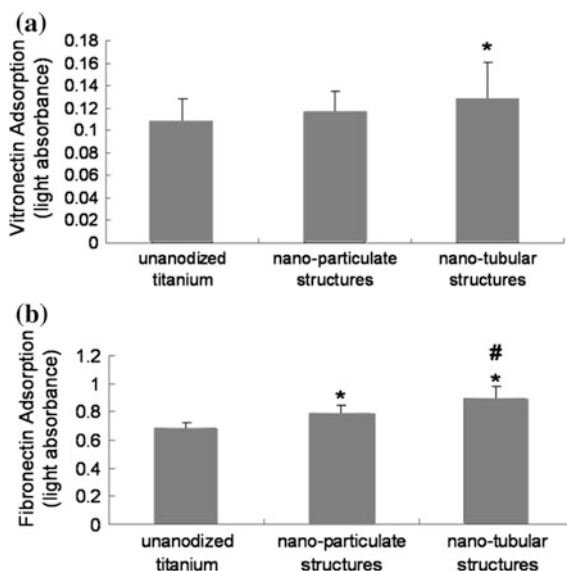 (a)
Vitronectin Adsorption
(light absorbance)
0.18
0.16
0.14
0.12
0.1
0.08
0.06
0.04
0.02
0
*
unanodized
titanium
nano-particulate
structures
nano-tubular
structures
(b)
Fibronectin Adsorption
(light absorbance)
1.2
1
0.8
0.6
0.4
0.2
0
*
#
*
unanodized
titanium
nano-particulate
structures
nano-tubular
structures